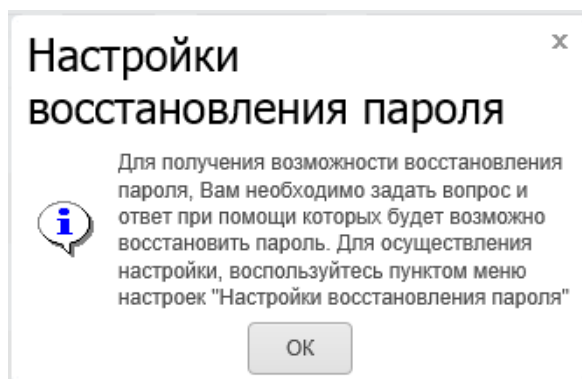 Настройки
восстановления пароля
x
Для получения возможности восстановления
пароля, Вам необходимо задать вопрос и
ответ при помощи которых будет возможно
восстановить пароль. Для осуществления
настройки, воспользуйтесь пунктом меню
настроек "Настройки восстановления пароля"
ОК